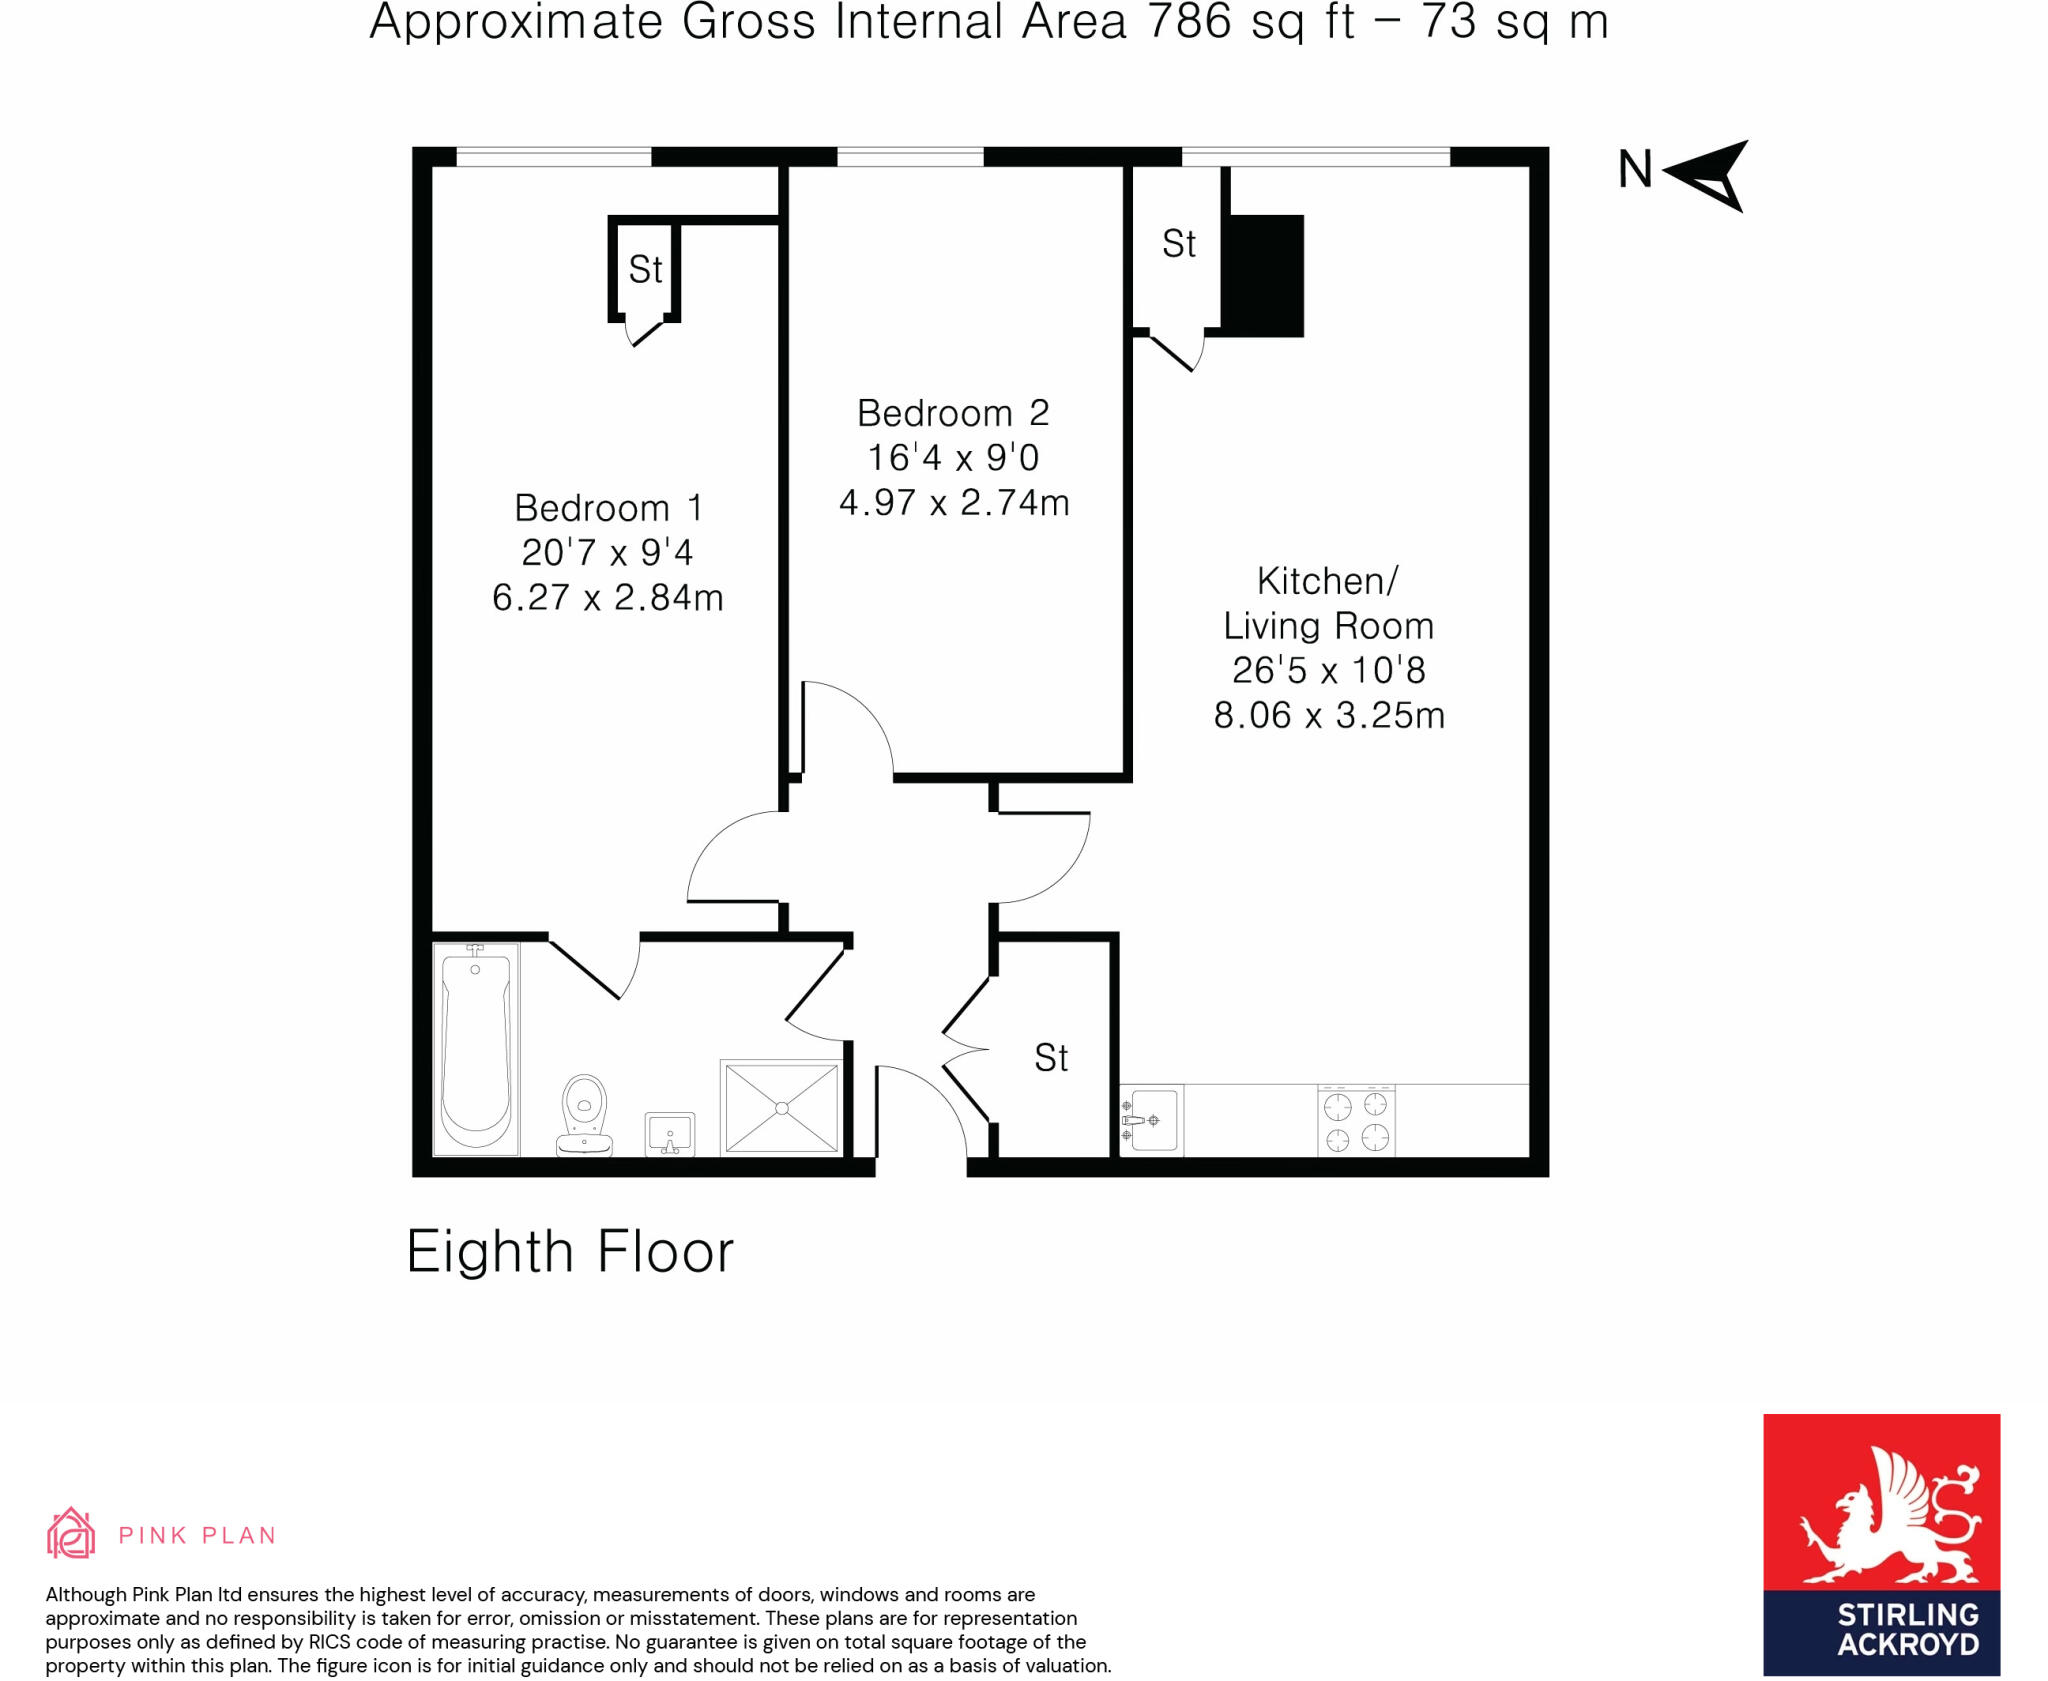 Approximate Gross Internal Area 786 sq ft – 73 sq m
N
St
St
Bedroom 2
16'4 x 9'0
4.97 x 2.74m
Bedroom 1
20'7 x 9'4
6.27 x 2.84m
Kitchen/
Living Room
26'5 x 10'8
8.06 x 3.25m
St
Eighth Floor
PINK PLAN
Although Pink Plan ltd ensures the highest level of accuracy, measurements of doors, windows and rooms are
approximate and no responsibility is taken for error, omission or misstatement. These plans are for representation
purposes only as defined by RICS code of measuring practise. No guarantee is given on total square footage of the
property within this plan. The figure icon is for initial guidance only and should not be relied on as a basis of valuation.
STIRLING
ACKROYD